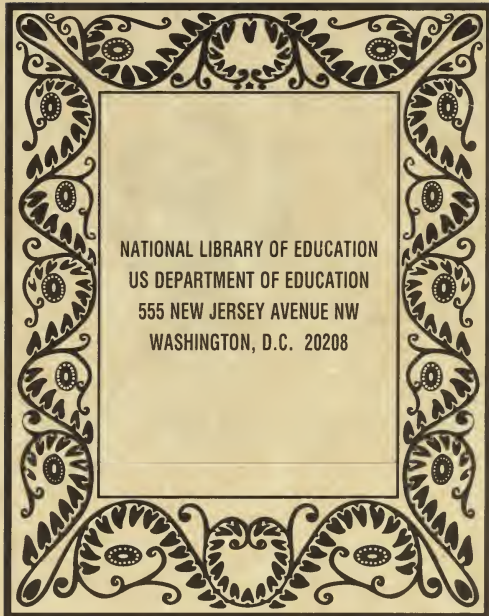 NATIONAL LIBRARY OF EDUCATION
US DEPARTMENT OF EDUCATION
555 NEW JERSEY AVENUE NW
WASHINGTON, D.C. 20208